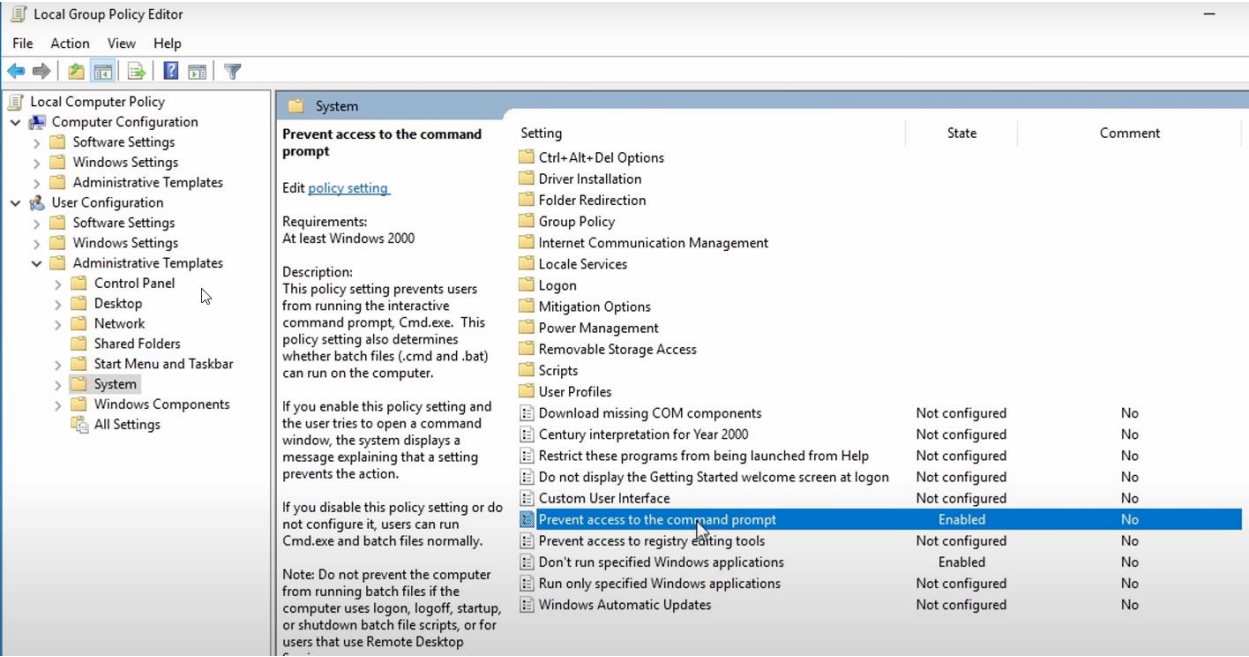 Local Group Policy Editor
File Action View Help
Local Computer Policy
Computer Configuration
Software Settings
Windows Settings
Administrative Templates
User Configuration
Software Settings
Windows Settings
Administrative Templates
Control Panel
Desktop
Network
Shared Folders
Start Menu and Taskbar
System
Windows Components
All Settings
System
Prevent access to the command
prompt
Edit policy setting
Requirements:
At least Windows 2000
Description:
This policy setting prevents users
from running the interactive
command prompt, Cmd.exe. This
policy setting also determines
whether batch files (.cmd and .bat)
can run on the computer.
If you enable this policy setting and
the user tries to open a command
window, the system displays a
message explaining that a setting
prevents the action.
If you disable this policy setting or do
not configure it, users can run
Cmd.exe and batch files normally.
Note: Do not prevent the computer
from running batch files if the
computer uses logon, logoff, startup,
or shutdown batch file scripts, or for
users that use Remote Desktop
Setting State Comment
Ctrl+Alt+Del Options
Driver Installation
Folder Redirection
Group Policy
Internet Communication Management
Locale Services
Logon
Mitigation Options
Power Management
Removable Storage Access
Scripts
User Profiles
Download missing COM components Not configured No
Century interpretation for Year 2000 Not configured No
Restrict these programs from being launched from Help Not configured No
Do not display the Getting Started welcome screen at logon Not configured No
Custom User Interface Not configured No
Prevent access to the command prompt Enabled No
Prevent access to registry editing tools Not configured No
Don't run specified Windows applications Enabled No
Run only specified Windows applications Not configured No
Windows Automatic Updates Not configured No